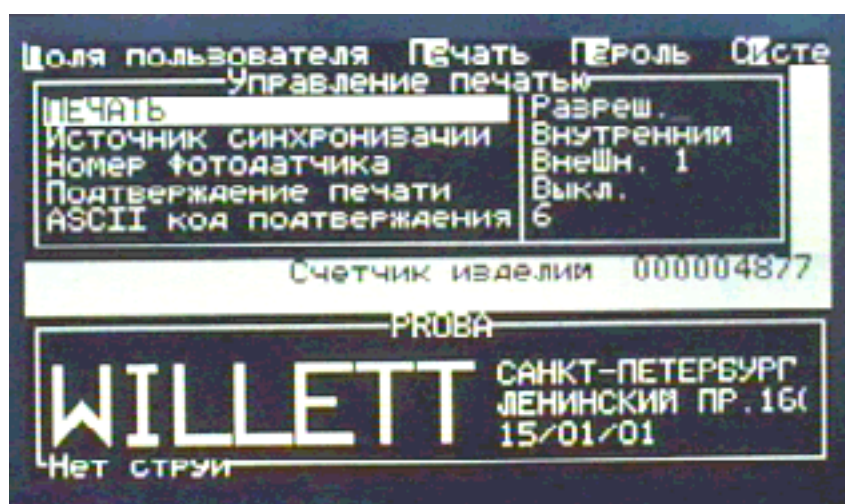 Поля пользователя Печать Пароль Систе
Управление печатью
ПЕЧАТЬ Разреш.
Источник синхронизации Внутренний
Номер Фотодатчика ВнеШн. 1
Подтверждение печати Выкл.
ASCII код подтверждения 6
Счетчик изделий 000004877
PROBA
WILLETT
САНКТ-ПЕТЕРБУРГ
ЛЕНИНСКИЙ ПР.160
15/01/01
Нет струи